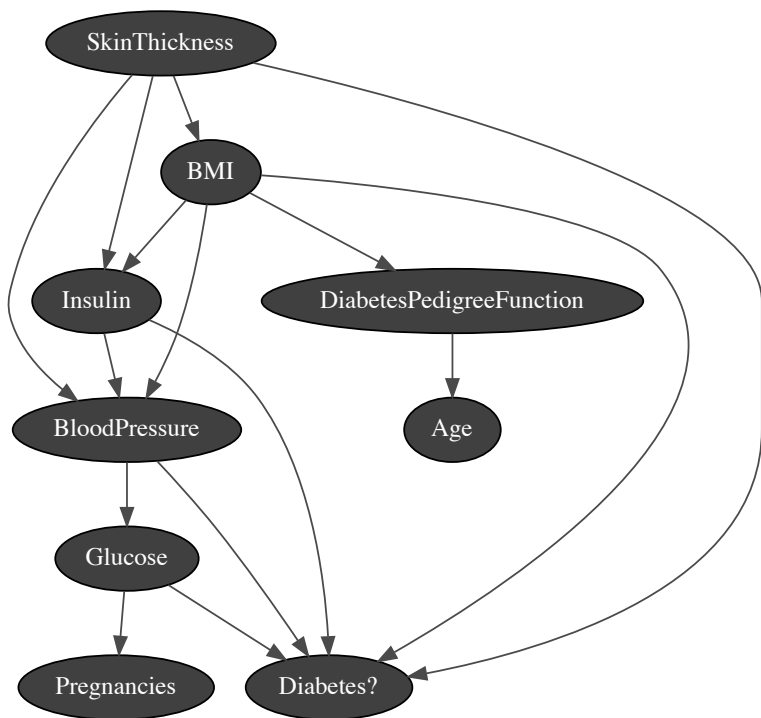 SkinThickness
BMI
Insulin
DiabetesPedigreeFunction
BloodPressure
Age
Glucose
Pregnancies
Diabetes?